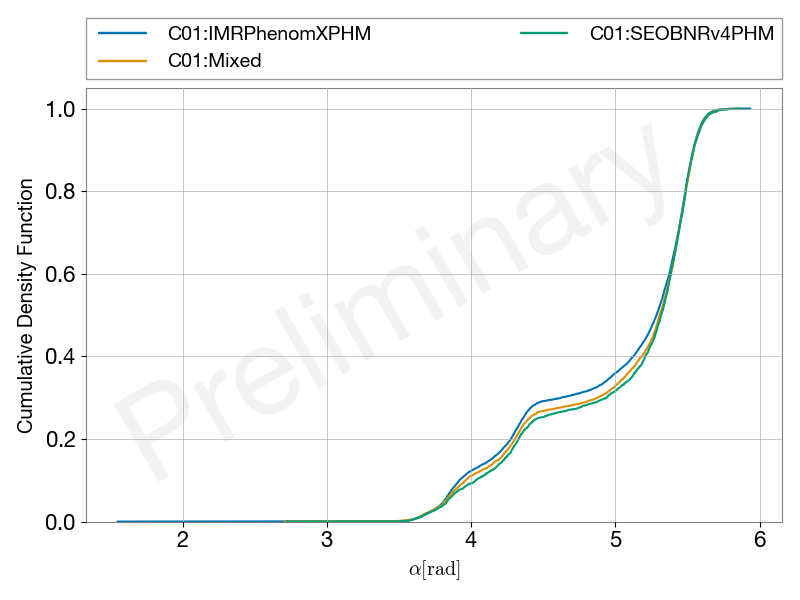 C01:IMRPhenomXPHM
C01:Mixed
C01:SEOBNRv4PHM
Preliminary
Cumulative Density Function
1.0
0.8
0.6
0.4
0.2
0.0
2 3 4 5 6
α[rad]